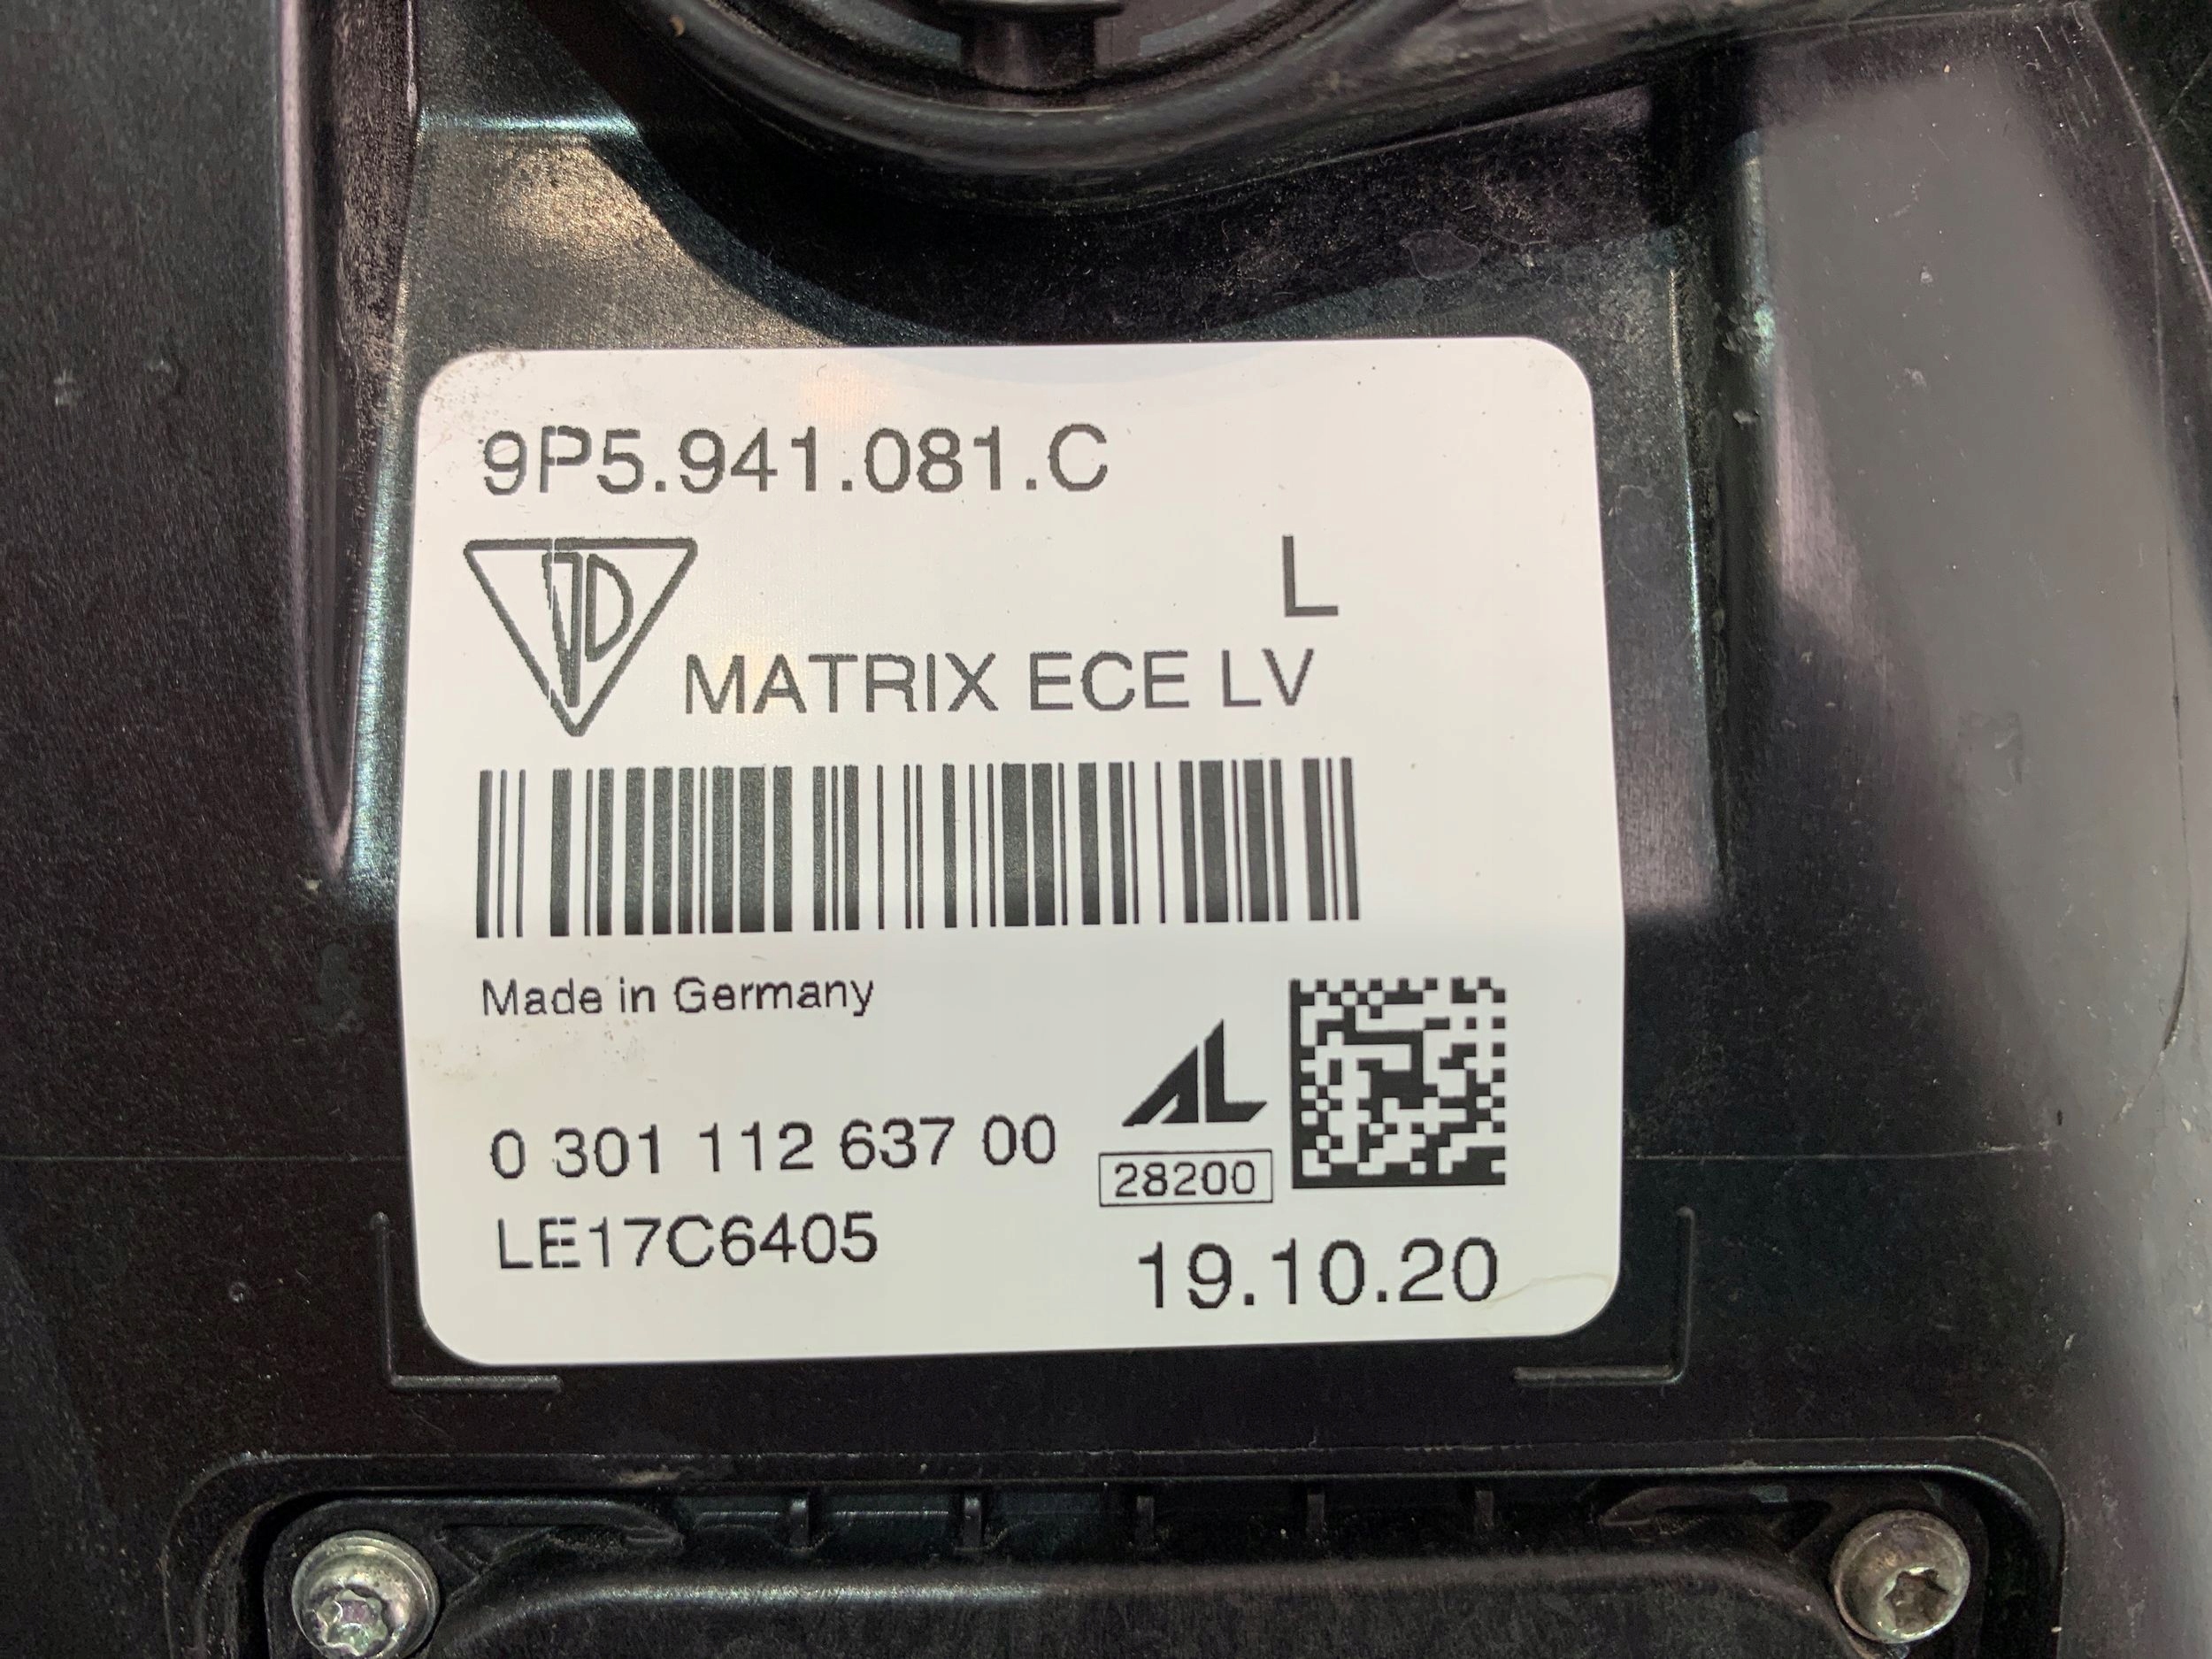 9P5.941.081.C
L
MATRIX ECE LV
Made in Germany
AL
0 301 112 637 00
28200
LE17C6405
19.10.20